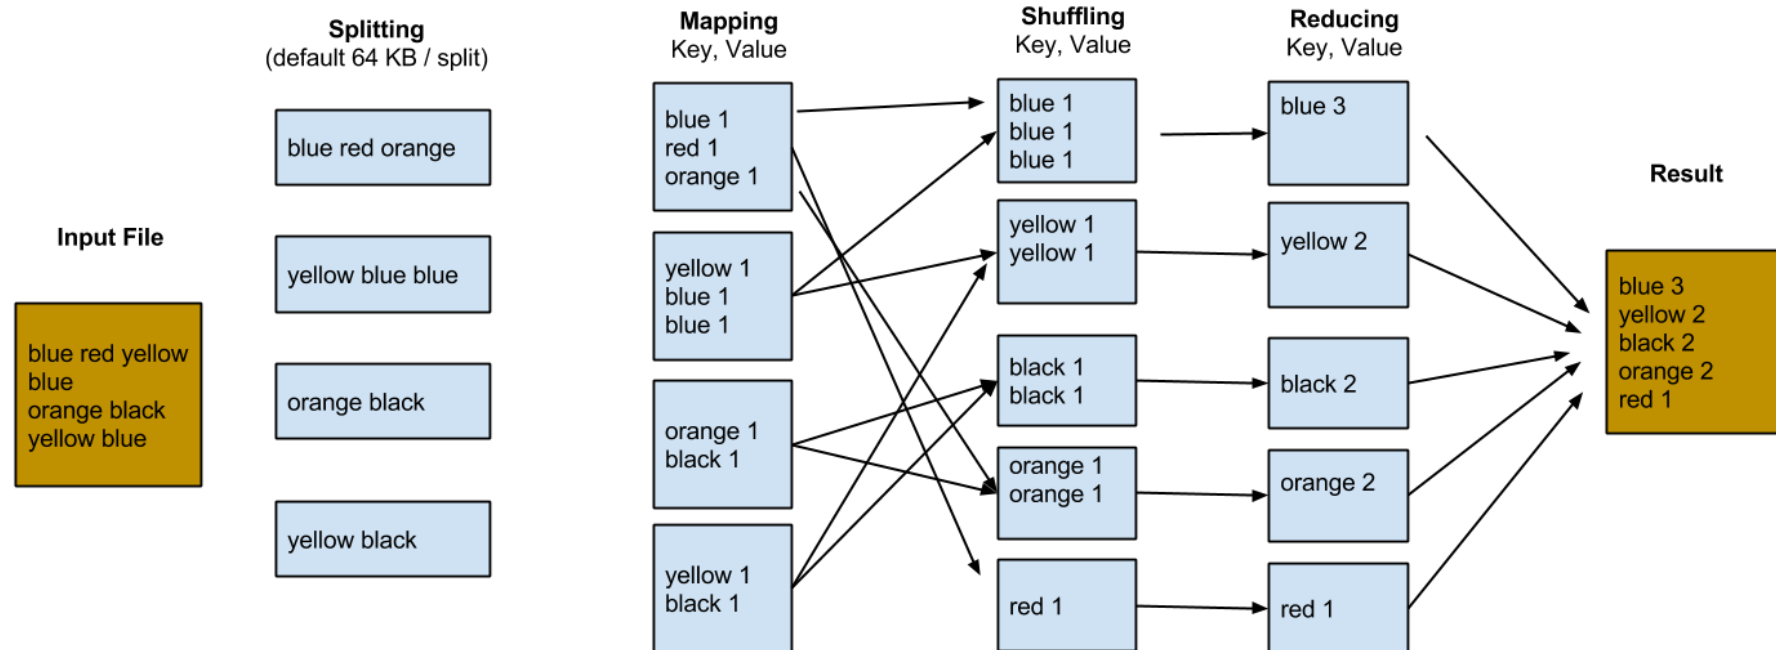 Input File
blue red yellow
blue
orange black
yellow blue
Splitting
(default 64 KB / split)
blue red orange
yellow blue blue
orange black
yellow black
Mapping
Key, Value
blue 1
red 1
orange 1
yellow 1
blue 1
blue 1
orange 1
black 1
yellow 1
black 1
Shuffling
Key, Value
blue 1
blue 1
blue 1
yellow 1
yellow 1
black 1
black 1
orange 1
orange 1
red 1
Reducing
Key, Value
blue 3
yellow 2
black 2
orange 2
red 1
Result
blue 3
yellow 2
black 2
orange 2
red 1